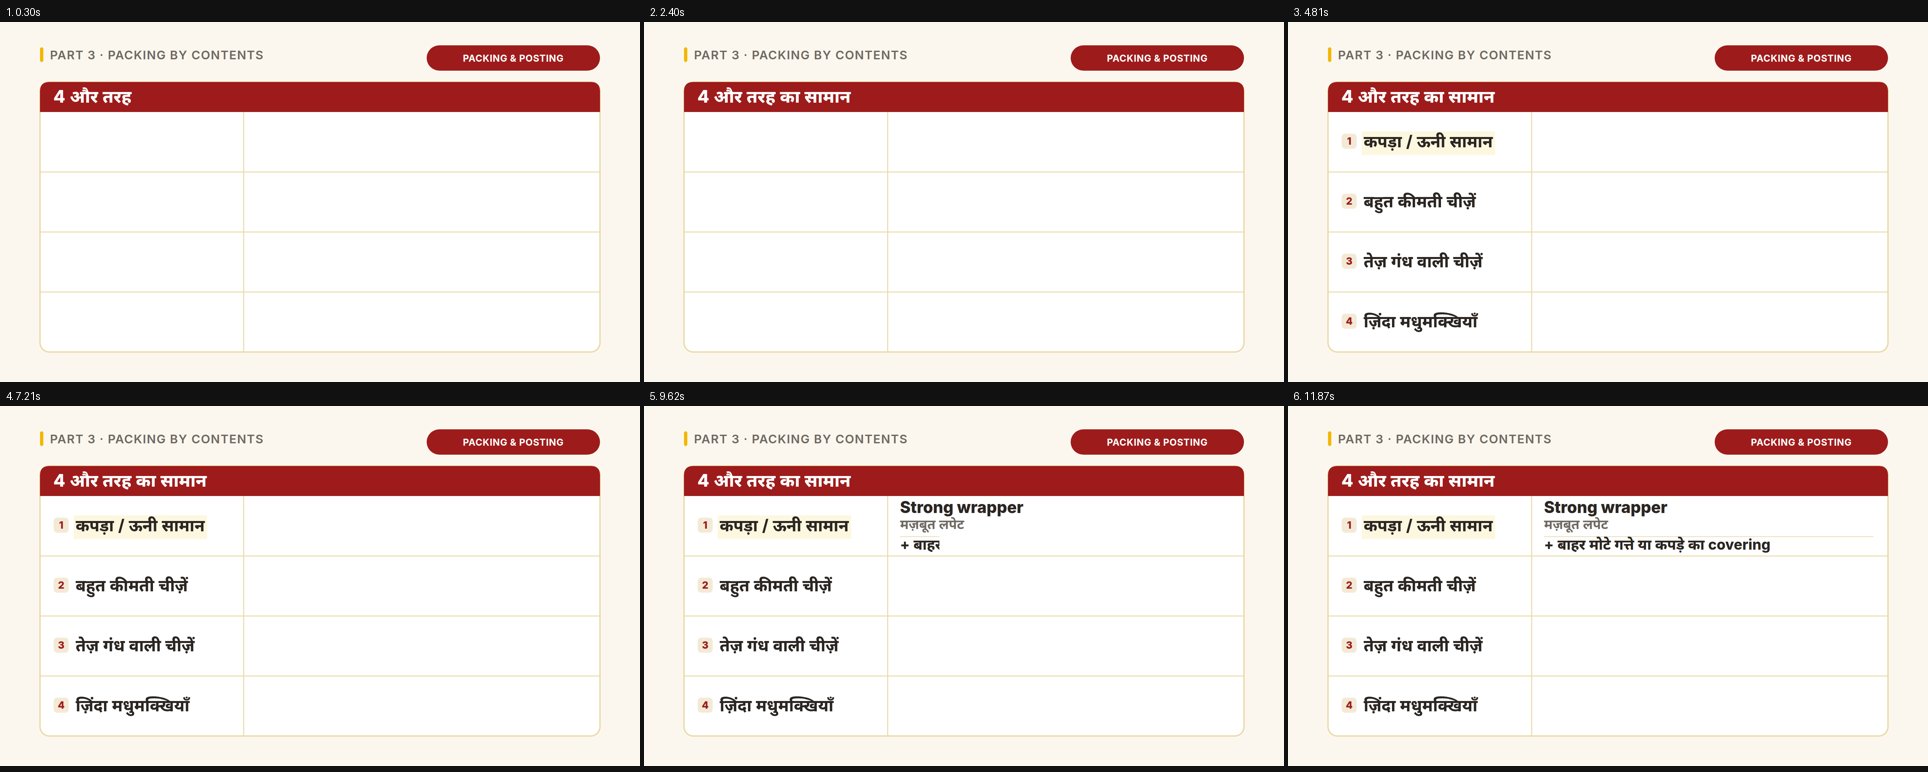 1. 0.30s
PART 3 · PACKING BY CONTENTS
PACKING & POSTING
4 और तरह
2. 2.40s
PART 3 · PACKING BY CONTENTS
PACKING & POSTING
4 और तरह का सामान
3. 4.81s
PART 3 · PACKING BY CONTENTS
PACKING & POSTING
4 और तरह का सामान
1 कपड़ा / ऊनी सामान
2 बहुत कीमती चीज़ें
3 तेज़ गंध वाली चीज़ें
4 ज़िंदा मधुमक्खियाँ
4. 7.21s
PART 3 · PACKING BY CONTENTS
PACKING & POSTING
4 और तरह का सामान
1 कपड़ा / ऊनी सामान
2 बहुत कीमती चीज़ें
3 तेज़ गंध वाली चीज़ें
4 ज़िंदा मधुमक्खियाँ
5. 9.62s
PART 3 · PACKING BY CONTENTS
PACKING & POSTING
4 और तरह का सामान
1 कपड़ा / ऊनी सामान
Strong wrapper
मज़बूत लपेट
+ बाहर
2 बहुत कीमती चीज़ें
3 तेज़ गंध वाली चीज़ें
4 ज़िंदा मधुमक्खियाँ
6. 11.87s
PART 3 · PACKING BY CONTENTS
PACKING & POSTING
4 और तरह का सामान
1 कपड़ा / ऊनी सामान
Strong wrapper
मज़बूत लपेट
+ बाहर मोटे गत्ते या कपड़े का covering
2 बहुत कीमती चीज़ें
3 तेज़ गंध वाली चीज़ें
4 ज़िंदा मधुमक्खियाँ